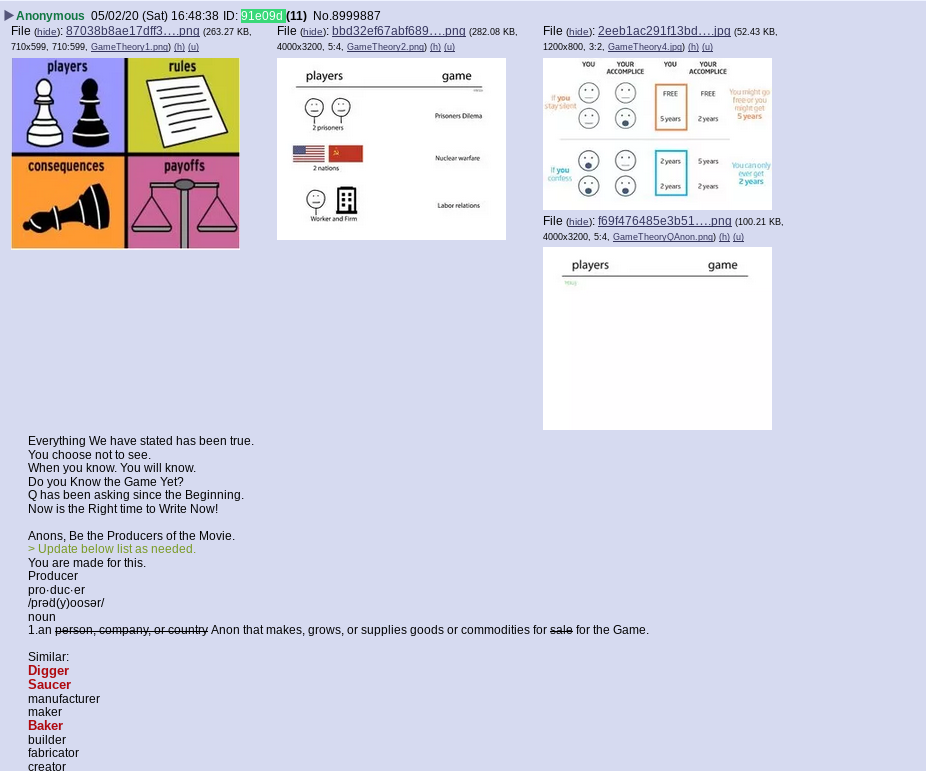 Anonymous 05/02/20 (Sat) 16:48:38 ID: 91e09d (11) No.8999887
File (hide): 87038b8ae17dff3….png (263.27 KB, 710x599, 710:599, GameTheory1.png) (h) (u)
players
rules
consequences
payoffs
File (hide): bbd32ef67abf689….png (282.08 KB, 4000x3200, 5:4, GameTheory2.png) (h) (u)
players game
2 prisoners
Prisoners Dilema
2 nations
Nuclear warfare
Worker and Firm
Labor relations
File (hide): 2eeb1ac291f13bd….jpg (52.43 KB, 1200x800, 3:2, GameTheory4.jpg) (h) (u)
YOU YOUR ACCOMPLICE YOU YOUR ACCOMPLICE
If you stay silent
FREE FREE
5 years 2 years
You might go free or you might get 5 years
If you confess
2 years 5 years
2 years 2 years
You can only ever get 2 years
File (hide): f69f476485e3b51….png (100.21 KB, 4000x3200, 5:4, GameTheoryQAnon.png) (h) (u)
players game
Everything We have stated has been true.
You choose not to see.
When you know. You will know.
Do you Know the Game Yet?
Q has been asking since the Beginning.
Now is the Right time to Write Now!
Anons, Be the Producers of the Movie.
> Update below list as needed.
You are made for this.
Producer
pro·duc·er
/prəˈd(y)oosər/
noun
1.an person, company, or country Anon that makes, grows, or supplies goods or commodities for sale for the Game.
Similar:
Digger
Saucer
manufacturer
maker
Baker
builder
fabricator
creator